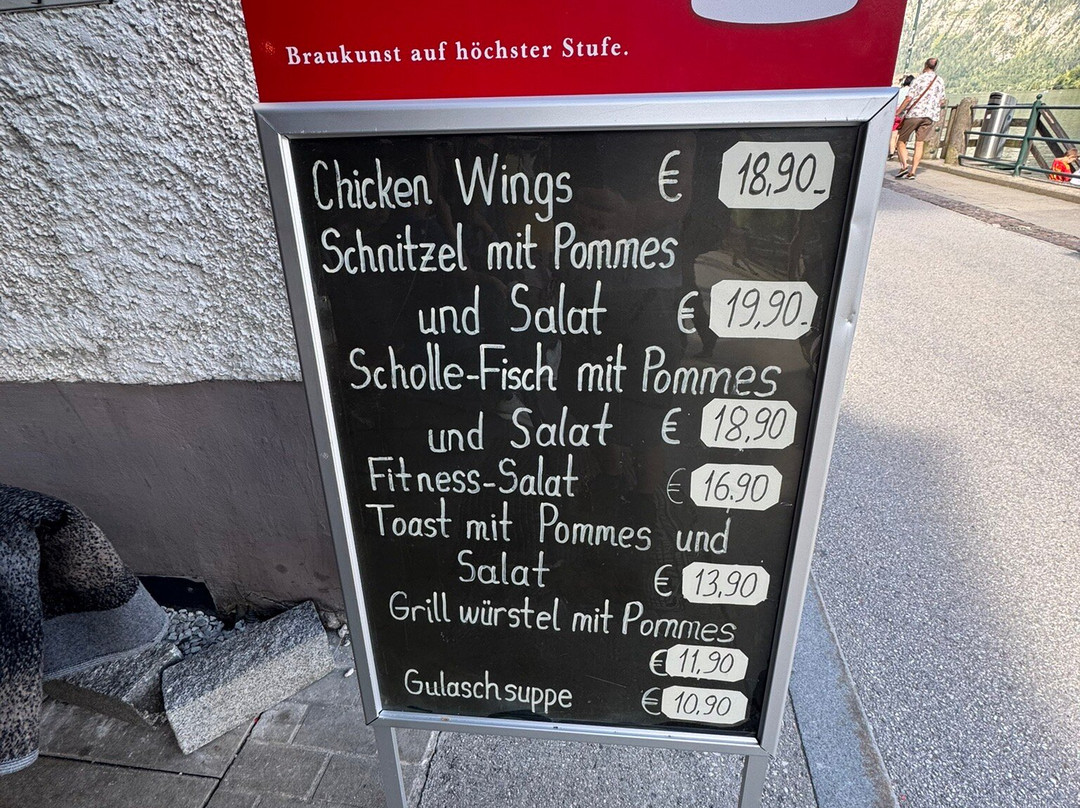 Braukunst auf höchster Stufe.
Chicken Wings € 18,90-
Schnitzel mit Pommes
und Salat € 19,90-
Scholle-Fisch mit Pommes
und Salat € 18,90
Fitness-Salat € 16.90
Toast mit Pommes und
Salat € 13,90
Grill würstel mit Pommes
€ 11,90
Gulaschsuppe € 10.90